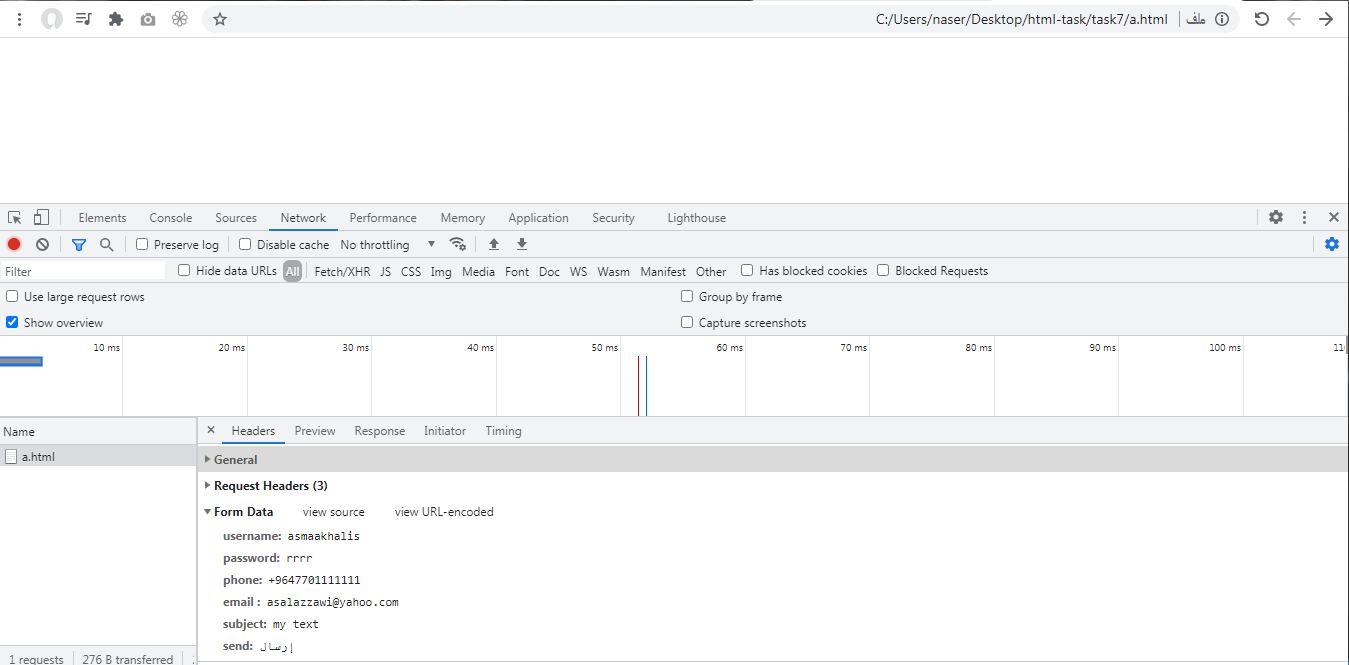 C:/Users/naser/Desktop/html-task/task7/a.html | ملف
Elements Console Sources Network Performance Memory Application Security Lighthouse
Preserve log Disable cache No throttling
Filter Hide data URLs All Fetch/XHR JS CSS Img Media Font Doc WS Wasm Manifest Other Has blocked cookies Blocked Requests
Use large request rows Group by frame
Show overview Capture screenshots
10 ms 20 ms 30 ms 40 ms 50 ms 60 ms 70 ms 80 ms 90 ms 100 ms
Name Headers Preview Response Initiator Timing
a.html General
Request Headers (3)
Form Data view source view URL-encoded
username: asmaakhalis
password: rrrr
phone: +9647701111111
email : asalazzawi@yahoo.com
subject: my text
send: إرسال
1 requests 276 B transferred